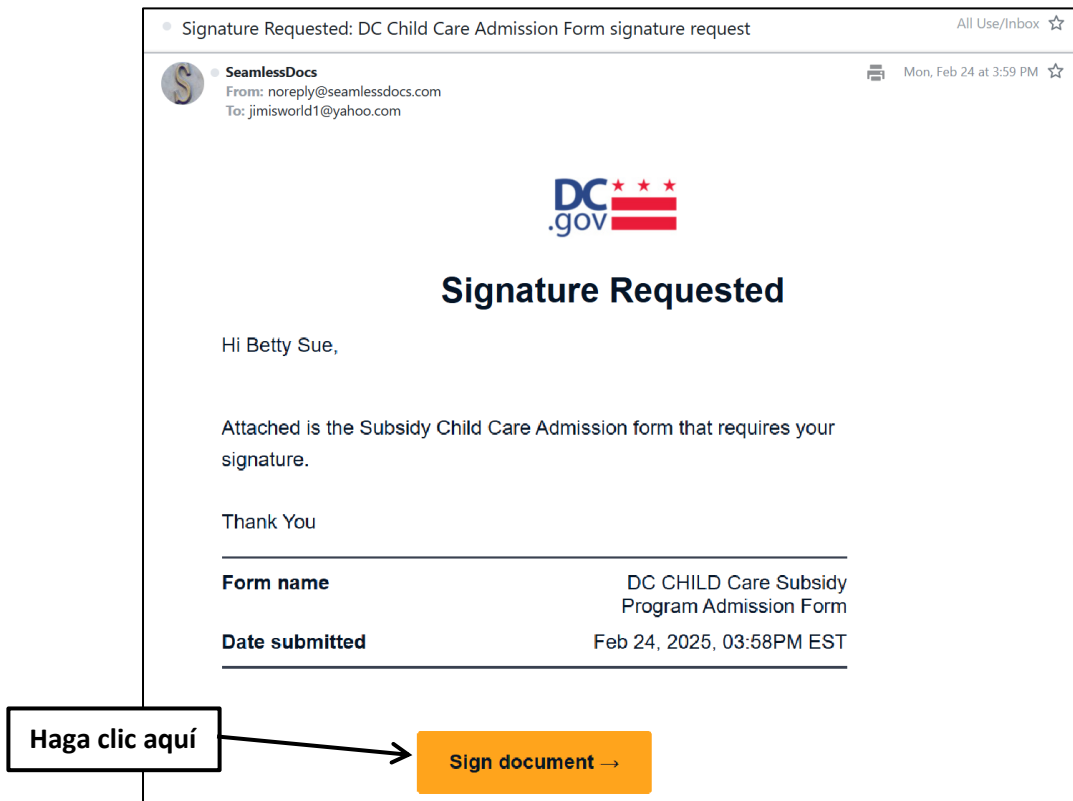 Signature Requested: DC Child Care Admission Form signature request
All Use/Inbox
S
SeamlessDocs
Mon, Feb 24 at 3:59 PM
From: noreply@seamlessdocs.com
To: jimisworld1@yahoo.com
DC
.gov
Signature Requested
Hi Betty Sue,
Attached is the Subsidy Child Care Admission form that requires your
signature.
Thank You
Form name
DC CHILD Care Subsidy
Program Admission Form
Date submitted
Feb 24, 2025, 03:58PM EST
Haga clic aquí
Sign document →